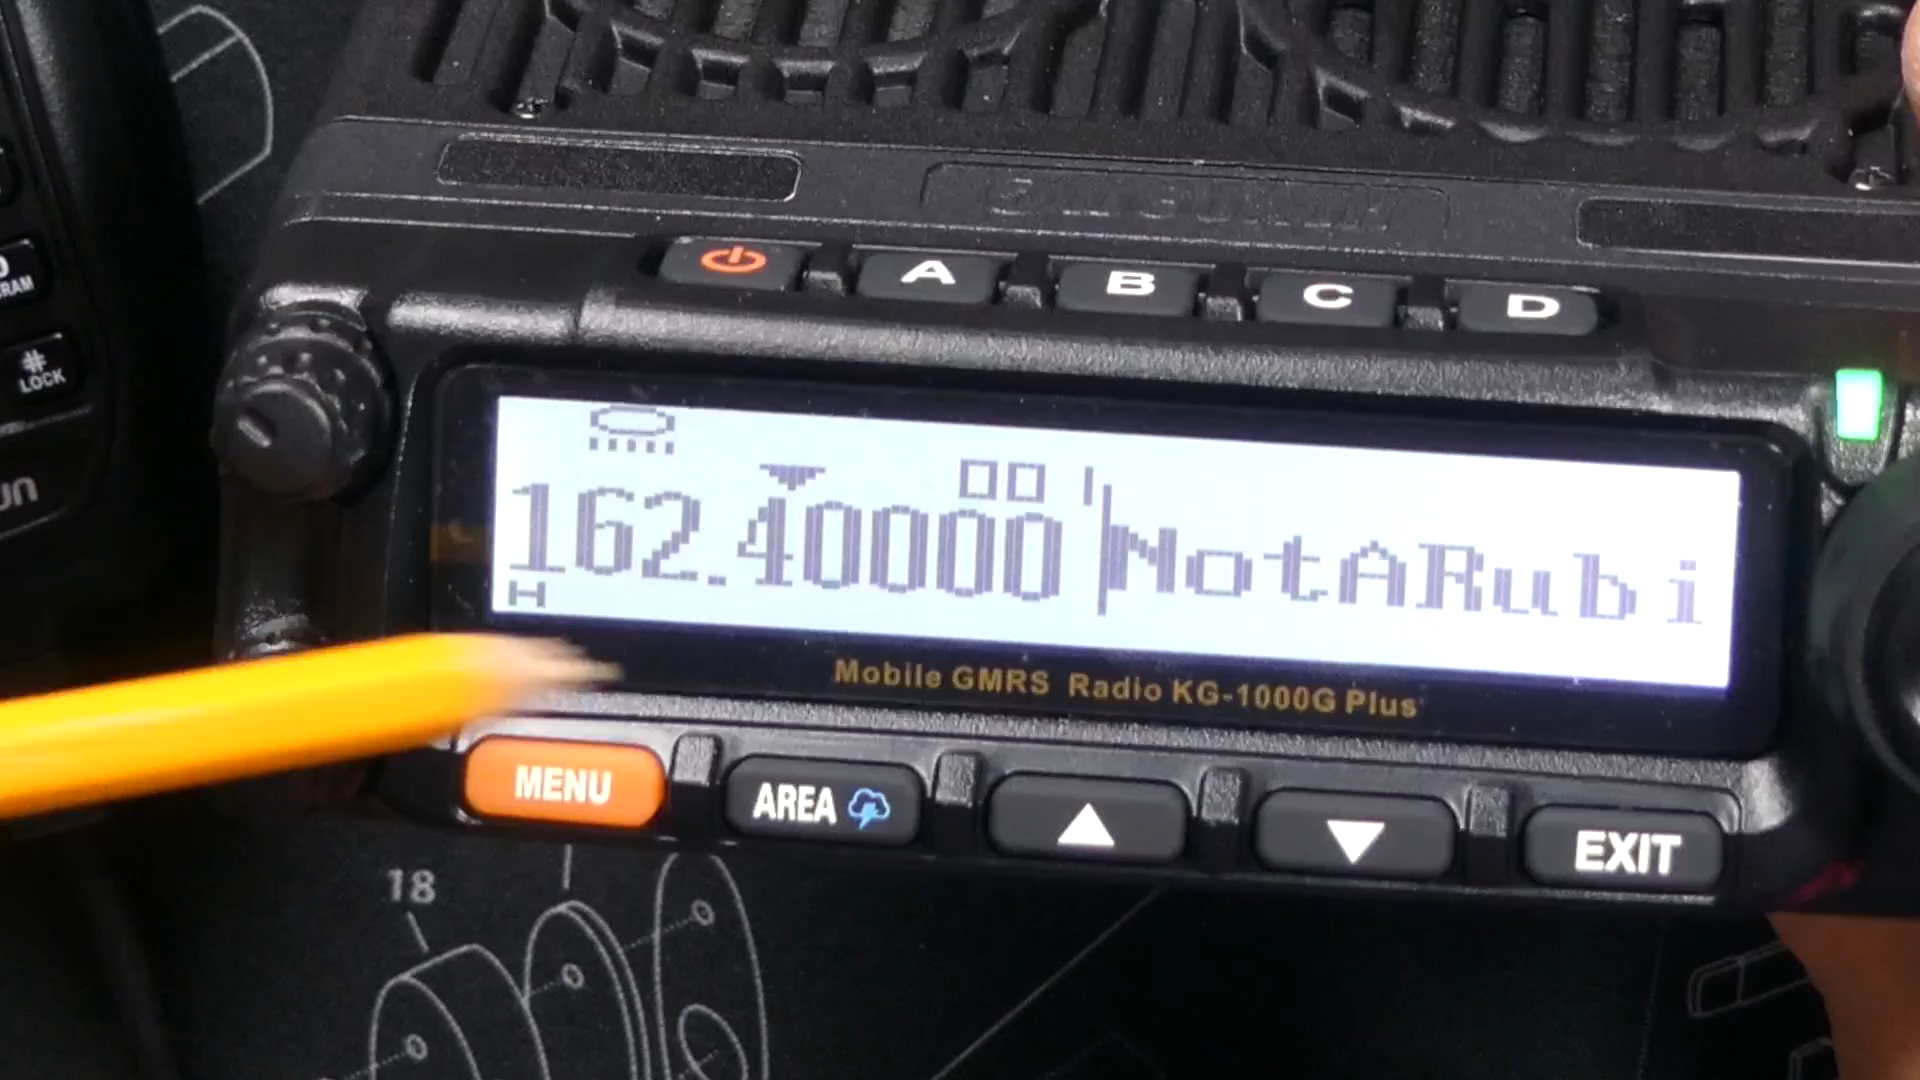 A B C D
# LOCK
162.40000 NotARubi
H
Mobile GMRS Radio KG-1000G Plus
MENU AREA EXIT
18